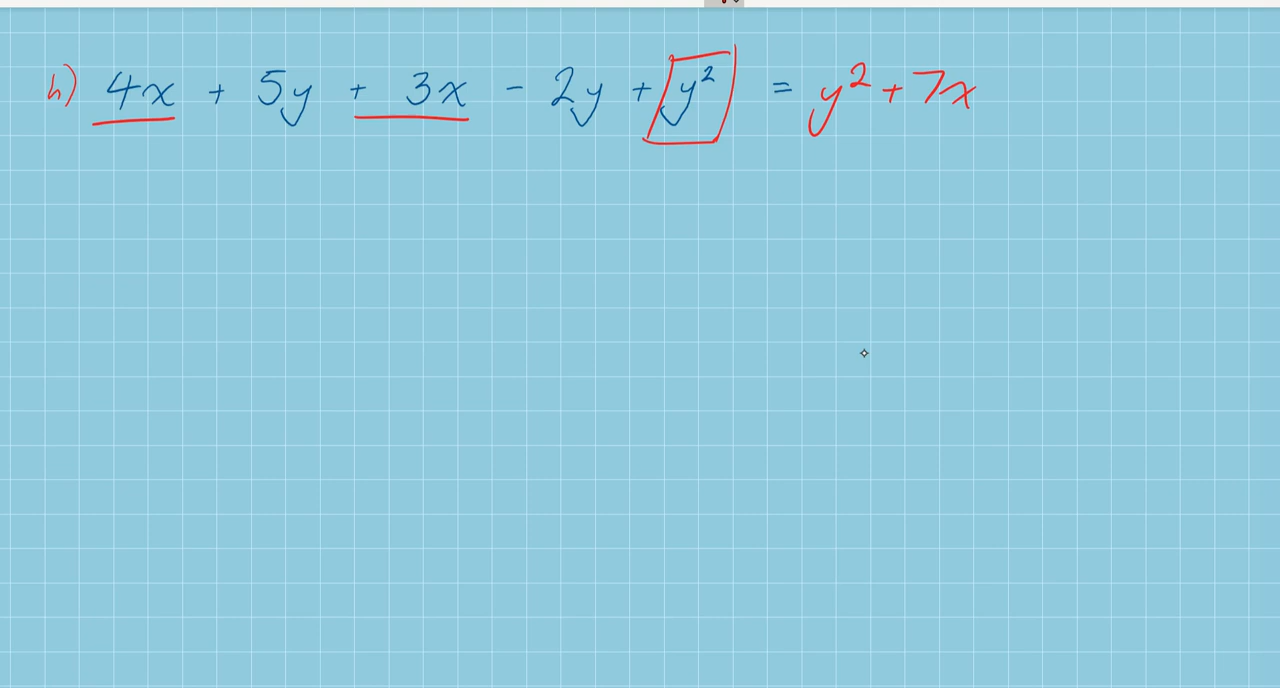 h) 4x + 5y + 3x - 2y + y² = y² + 7x